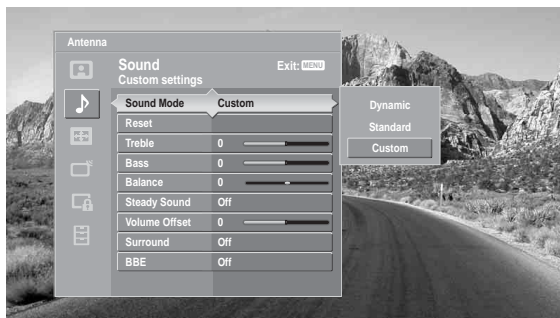 Antenna
Sound
Exit: MENU
Custom settings
Sound Mode Custom
Reset
Treble 0
Bass 0
Balance 0
Steady Sound Off
Volume Offset 0
Surround Off
BBE Off
Dynamic
Standard
Custom